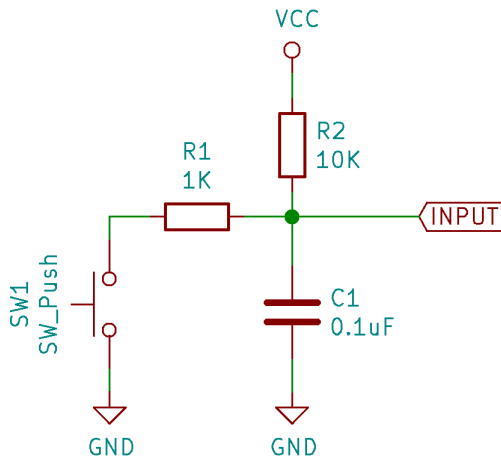 VCC
R2
10K
R1
1K
INPUT
SW1
SW_Push
C1
0.1uF
GND
GND